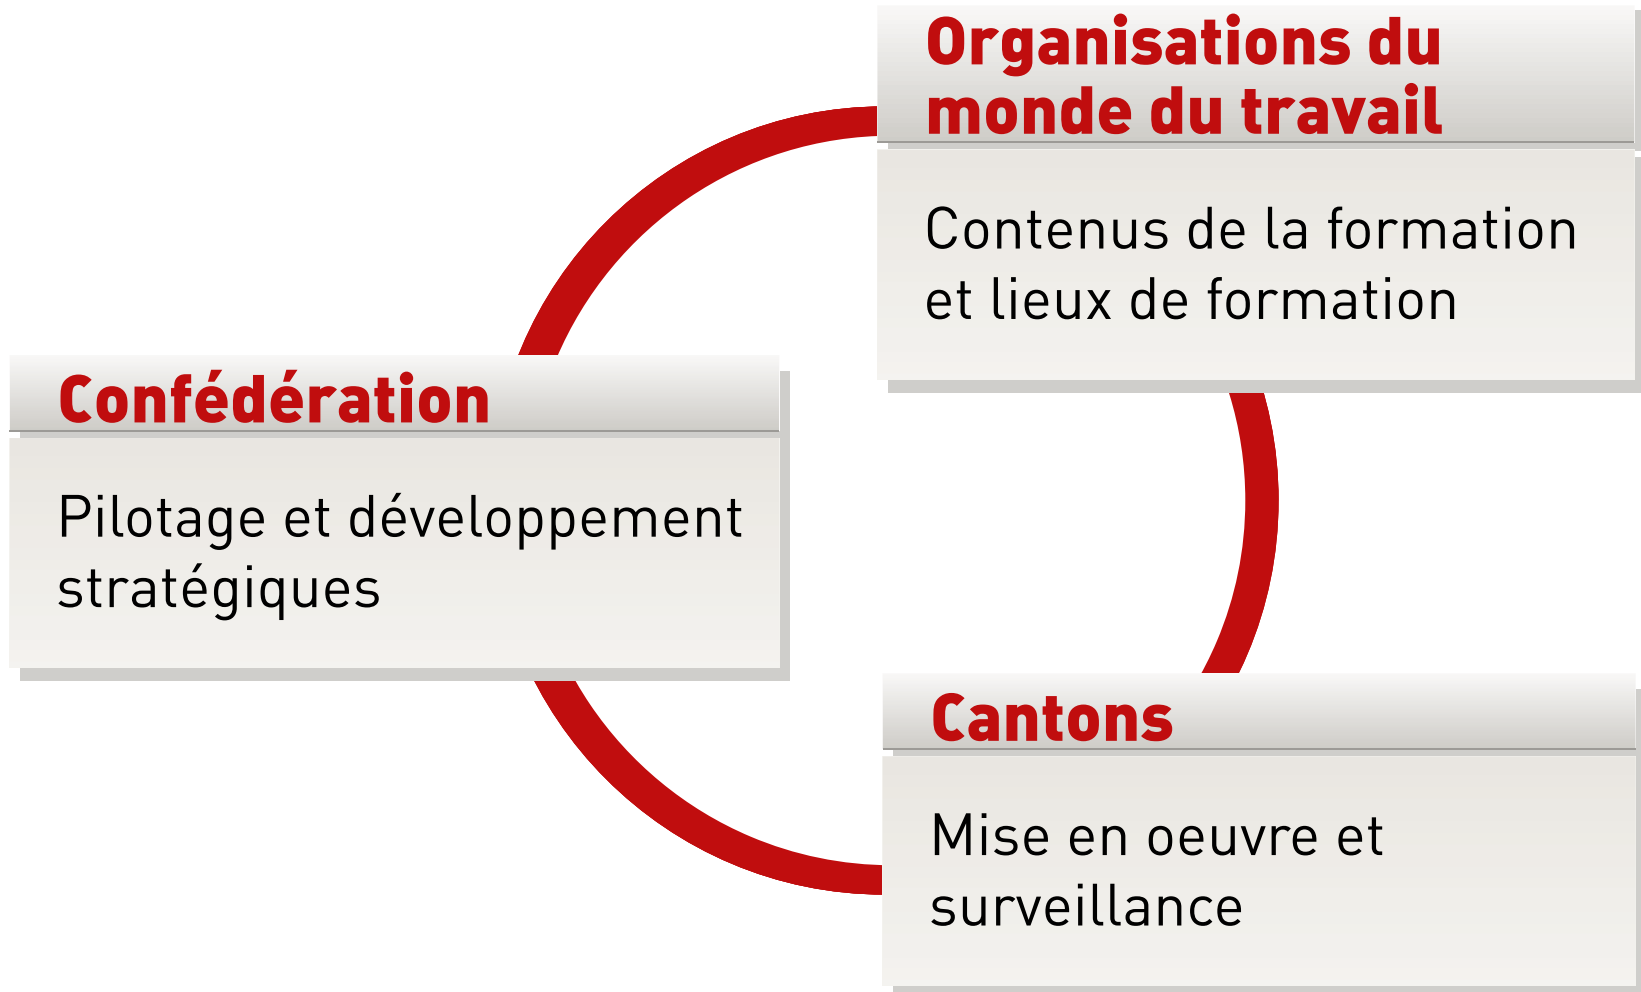 Organisations du
monde du travail
Contenus de la formation
et lieux de formation
Confédération
Pilotage et développement
stratégiques
Cantons
Mise en oeuvre et
surveillance